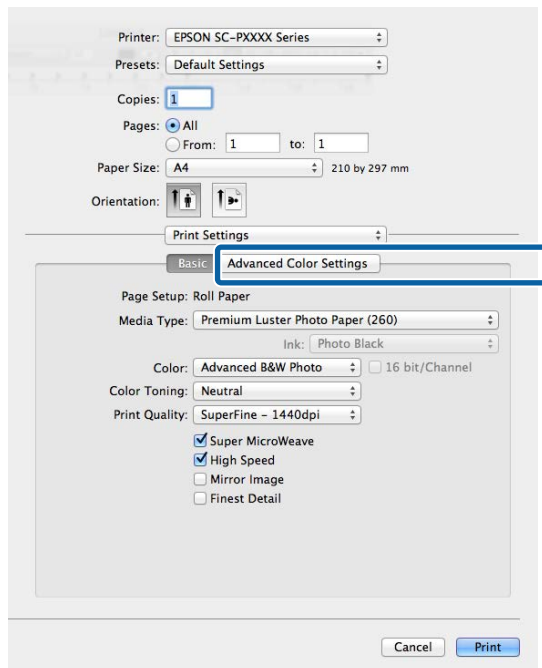 Printer: EPSON SC-PXXXX Series
Presets: Default Settings
Copies: 1
Pages: All
From: 1 to: 1
Paper Size: A4 210 by 297 mm
Orientation:
Print Settings
Basic Advanced Color Settings
Page Setup: Roll Paper
Media Type: Premium Luster Photo Paper (260)
Ink: Photo Black
Color: Advanced B&W Photo 16 bit/Channel
Color Toning: Neutral
Print Quality: SuperFine – 1440dpi
Super MicroWeave
High Speed
Mirror Image
Finest Detail
Cancel Print